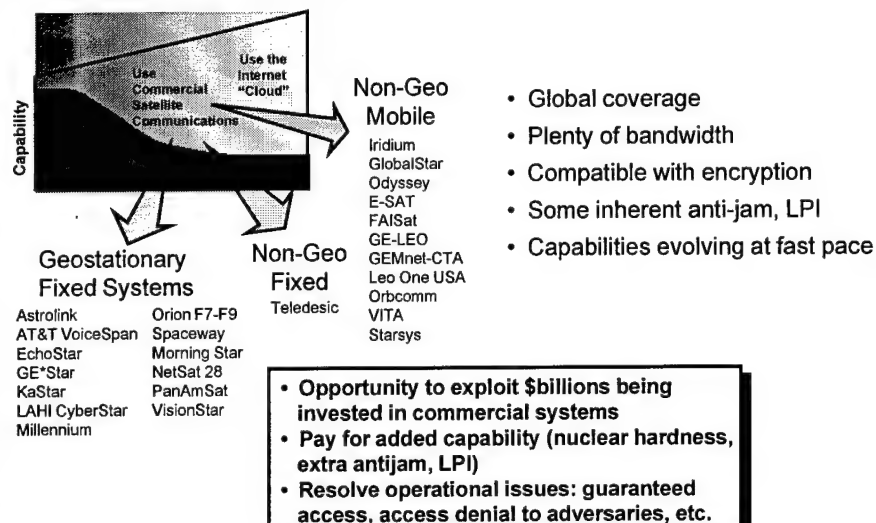 Capability
Use
Commercial
Satellite
Communications
Use the
Internet
"Cloud"
Non-Geo
Mobile
Iridium
GlobalStar
Odyssey
E-SAT
FAISat
GE-LEO
GEMnet-CTA
Leo One USA
Orbcomm
VITA
Starsys
• Global coverage
• Plenty of bandwidth
• Compatible with encryption
• Some inherent anti-jam, LPI
• Capabilities evolving at fast pace
Geostationary
Fixed Systems
Astrolink
AT&T VoiceSpan
EchoStar
GE*Star
KaStar
LAHI CyberStar
Millennium
Orion F7-F9
Spaceway
Morning Star
NetSat 28
PanAmSat
VisionStar
Non-Geo
Fixed
Teledesic
• Opportunity to exploit $billions being
invested in commercial systems
• Pay for added capability (nuclear hardness,
extra antijam, LPI)
• Resolve operational issues: guaranteed
access, access denial to adversaries, etc.